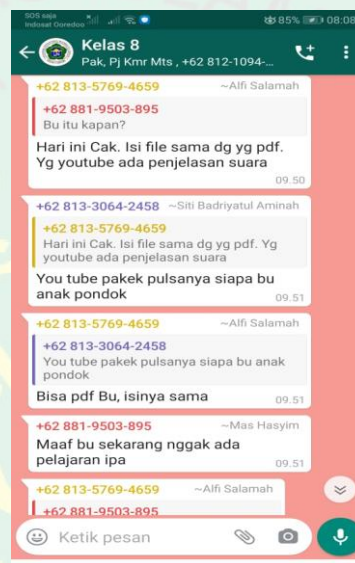 SOS saja
Indosat Ooredoo
85% 08:08
Kelas 8
Pak, Pj Kmr Mts , +62 812-1094-...
+62 813-5769-4659 ~Alfi Salamah
+62 881-9503-895
Bu itu kapan?
Hari ini Cak. Isi file sama dg yg pdf.
Yg youtube ada penjelasan suara
09.50
+62 813-3064-2458 ~Siti Badriyatul Aminah
+62 813-5769-4659
Hari ini Cak. Isi file sama dg yg pdf. Yg
youtube ada penjelasan suara
You tube pakek pulsanya siapa bu
anak pondok
09.51
+62 813-5769-4659 ~Alfi Salamah
+62 813-3064-2458
You tube pakek pulsanya siapa bu anak
pondok
Bisa pdf Bu, isinya sama
09.51
+62 881-9503-895 ~Mas Hasyim
Maaf bu sekarang nggak ada
pelajaran ipa
09.51
+62 813-5769-4659 ~Alfi Salamah
+62 881-9503-895
Ketik pesan